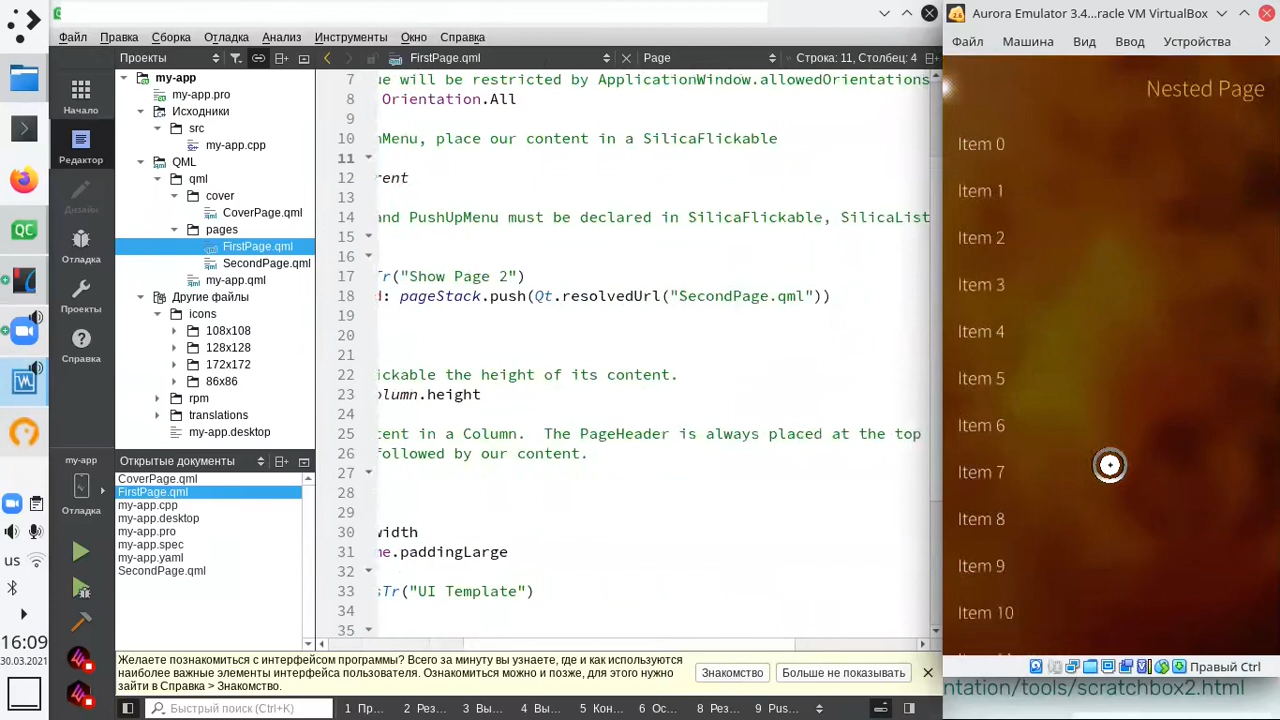 Файл Правка Сборка Отладка Анализ Инструменты Окно Справка
Проекты
FirstPage.qml
Page
Строка: 11, Столбец: 4
Начало
Редактор
Дизайн
Отладка
Проекты
Справка
my-app
my-app.pro
Исходники
src
my-app.cpp
QML
qml
cover
CoverPage.qml
pages
FirstPage.qml
SecondPage.qml
my-app.qml
Другие файлы
icons
108x108
128x128
172x172
86x86
rpm
translations
my-app.desktop
my-app
Отладка
Открытые документы
CoverPage.qml
FirstPage.qml
my-app.cpp
my-app.desktop
my-app.pro
my-app.spec
my-app.yaml
SecondPage.qml
us
16:09
30.03.2021
7 ue will be restricted by ApplicationWindow.allowedOrientations
8 Orientation.All
9
10 nMenu, place our content in a SilicaFlickable
11
12 rent
13
14 and PushUpMenu must be declared in SilicaFlickable, SilicaList
15
16
17 Tr("Show Page 2")
18 d: pageStack.push(Qt.resolvedUrl("SecondPage.qml"))
19
20
21
22 ickable the height of its content.
23 olumn.height
24
25 tent in a Column.  The PageHeader is always placed at the top
26 followed by our content.
27
28
29
30 width
31 me.paddingLarge
32
33 sTr("UI Template")
34
35
Желаете познакомиться с интерфейсом программы? Всего за минуту вы узнаете, где и как используются
наиболее важные элементы интерфейса пользователя. Ознакомиться можно и позже, для этого нужно
зайти в Справка > Знакомство.
Знакомство
Больше не показывать
Быстрый поиск (Ctrl+K)
1 Пр... 2 Рез... 3 Вы... 4 Вы... 5 Кон... 6 Ос... 8 Рез... 9 Pus...
Aurora Emulator 3.4...racle VM VirtualBox
Файл Машина Вид Ввод Устройства
Nested Page
Item 0
Item 1
Item 2
Item 3
Item 4
Item 5
Item 6
Item 7
Item 8
Item 9
Item 10
Правый Ctrl
ntation/tools/scratchbox2.html